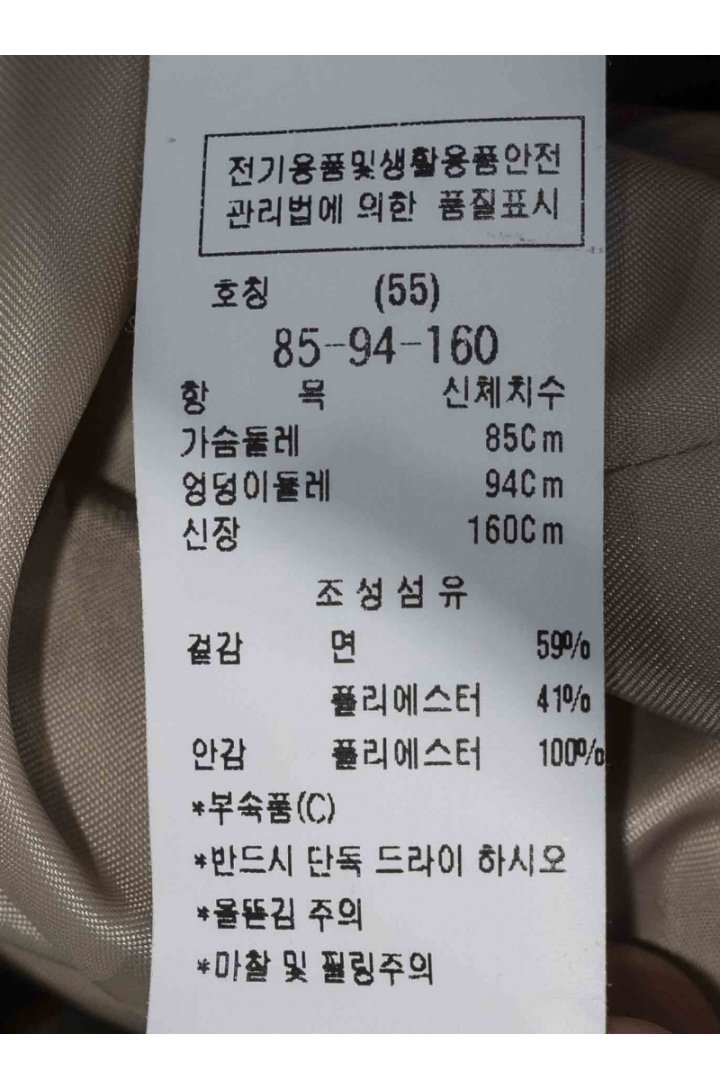 전기용품및생활용품안전
관리법에 의한 품질표시
호칭 (55)
85-94-160
항 목 신체치수
가슴둘레 85Cm
엉덩이둘레 94Cm
신장 160Cm
조성섬유
겉감 면 59%
폴리에스터 41%
안감 폴리에스터 100%
*부속품(C)
*반드시 단독 드라이 하시오
*올뜯김 주의
*마찰 및 필링주의